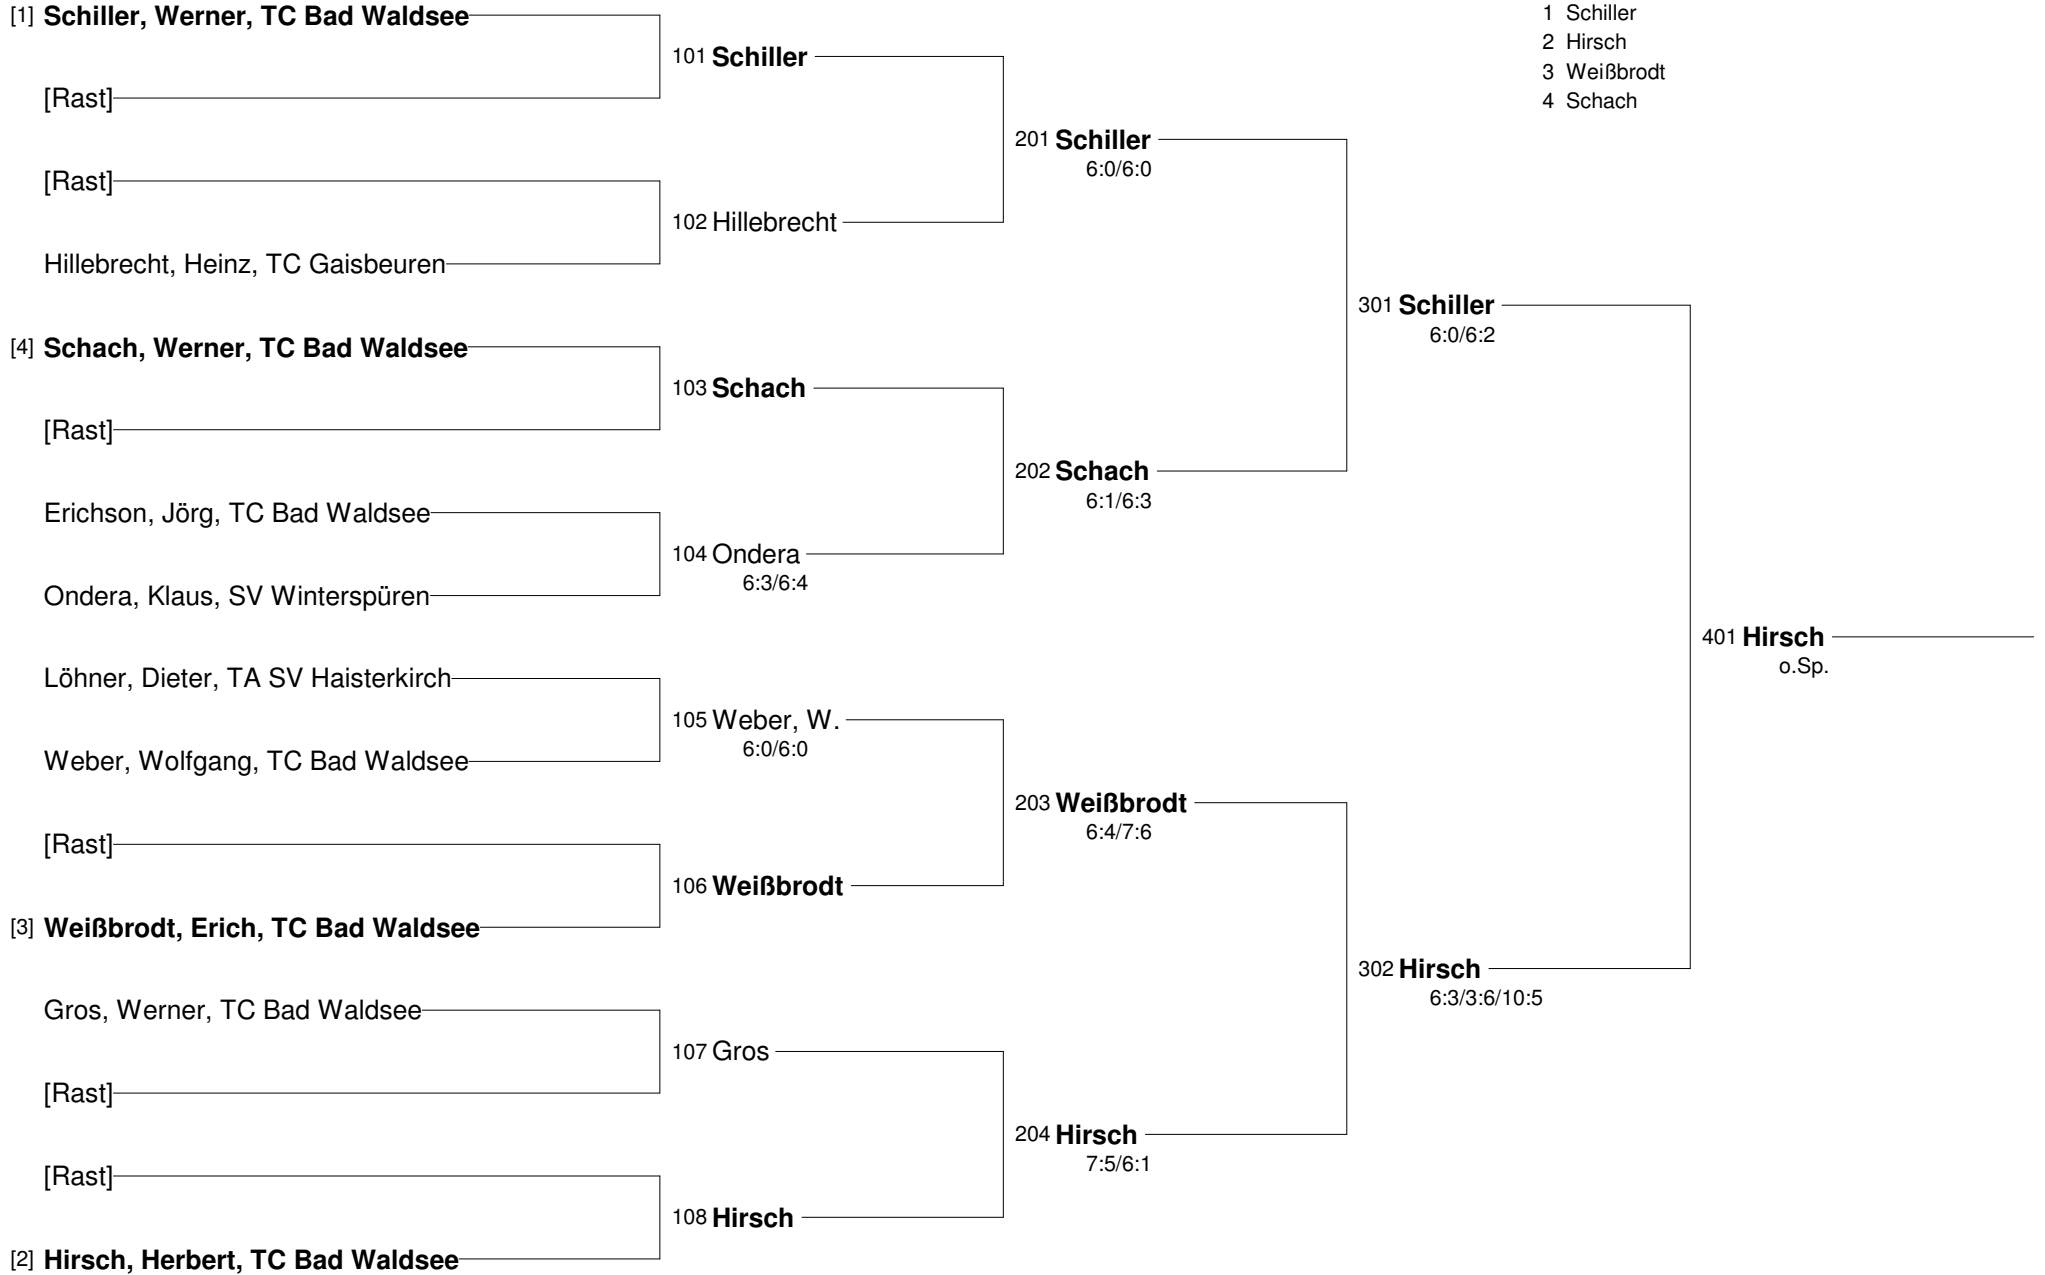 [1] Schiller, Werner, TC Bad Waldsee
[Rast]
[Rast]
Hillebrecht, Heinz, TC Gaisbeuren
[4] Schach, Werner, TC Bad Waldsee
[Rast]
Erichson, Jörg, TC Bad Waldsee
Ondera, Klaus, SV Winterspüren
Löhner, Dieter, TA SV Haisterkirch
Weber, Wolfgang, TC Bad Waldsee
[Rast]
[3] Weißbrodt, Erich, TC Bad Waldsee
Gros, Werner, TC Bad Waldsee
[Rast]
[Rast]
[2] Hirsch, Herbert, TC Bad Waldsee
101 Schiller
102 Hillebrecht
103 Schach
104 Ondera
6:3/6:4
105 Weber, W.
6:0/6:0
106 Weißbrodt
107 Gros
108 Hirsch
201 Schiller
6:0/6:0
202 Schach
6:1/6:3
203 Weißbrodt
6:4/7:6
204 Hirsch
7:5/6:1
301 Schiller
6:0/6:2
302 Hirsch
6:3/3:6/10:5
401 Hirsch
o.Sp.
1 Schiller
2 Hirsch
3 Weißbrodt
4 Schach